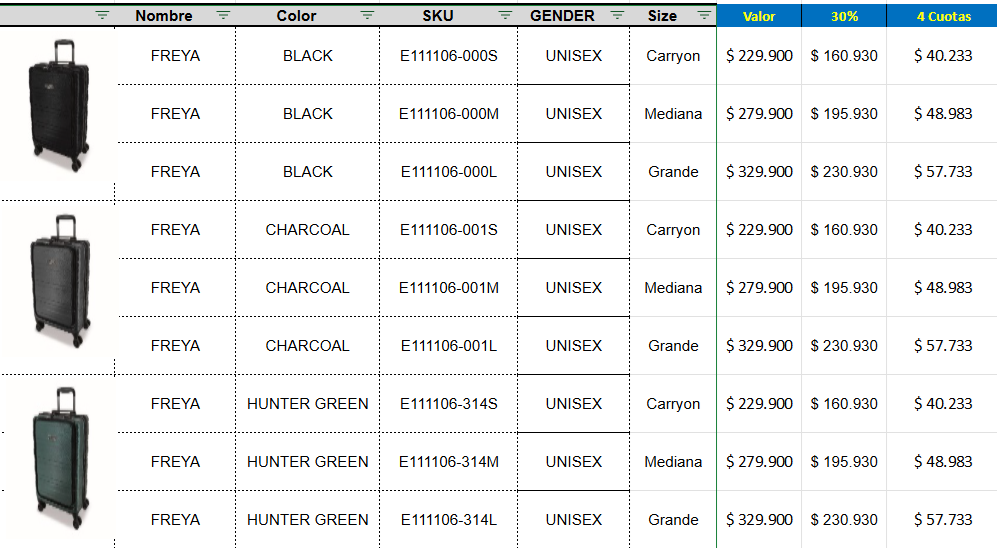 Nombre Color SKU GENDER Size Valor 30% 4 Cuotas
FREYA BLACK E111106-000S UNISEX Carryon $ 229.900 $ 160.930 $ 40.233
FREYA BLACK E111106-000M UNISEX Mediana $ 279.900 $ 195.930 $ 48.983
FREYA BLACK E111106-000L UNISEX Grande $ 329.900 $ 230.930 $ 57.733
FREYA CHARCOAL E111106-001S UNISEX Carryon $ 229.900 $ 160.930 $ 40.233
FREYA CHARCOAL E111106-001M UNISEX Mediana $ 279.900 $ 195.930 $ 48.983
FREYA CHARCOAL E111106-001L UNISEX Grande $ 329.900 $ 230.930 $ 57.733
FREYA HUNTER GREEN E111106-314S UNISEX Carryon $ 229.900 $ 160.930 $ 40.233
FREYA HUNTER GREEN E111106-314M UNISEX Mediana $ 279.900 $ 195.930 $ 48.983
FREYA HUNTER GREEN E111106-314L UNISEX Grande $ 329.900 $ 230.930 $ 57.733